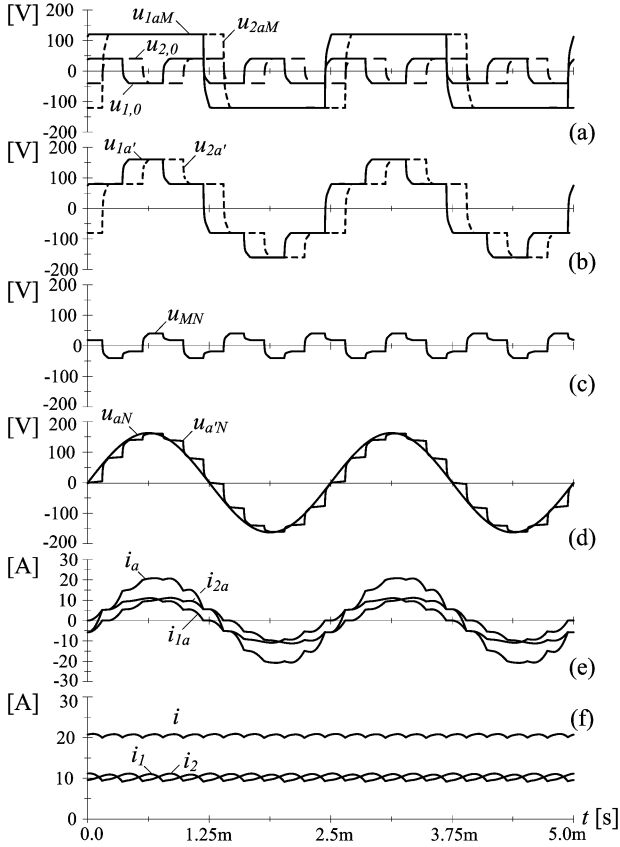 [V]
200
100
0
-100
-200
u1aM
u2aM
u2,0
u1,0
(a)
[V]
200
100
0
-100
-200
u1a'
u2a'
(b)
[V]
200
100
0
-100
-200
uMN
(c)
[V]
200
100
0
-100
-200
uaN
ua'N
(d)
[A]
30
20
10
0
-10
-20
-30
ia
i2a
i1a
(e)
[A]
30
20
10
0
i
i1
i2
(f)
t [s]
0.0 1.25m 2.5m 3.75m 5.0m